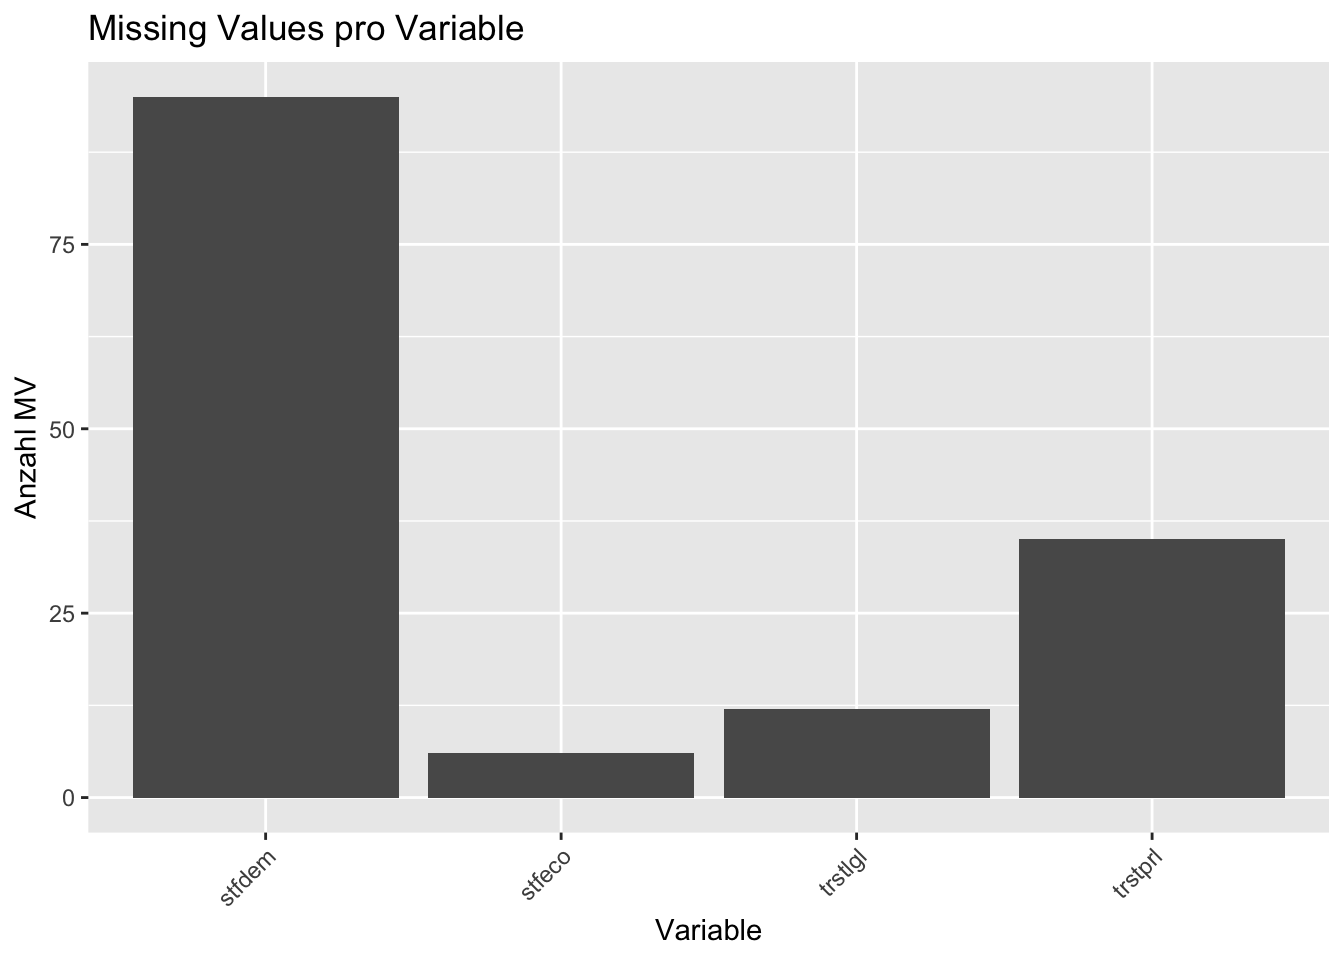 Missing Values pro Variable
Anzahl MV
75
50
25
0
stfdem
stfeco
trstlgl
trstprl
Variable